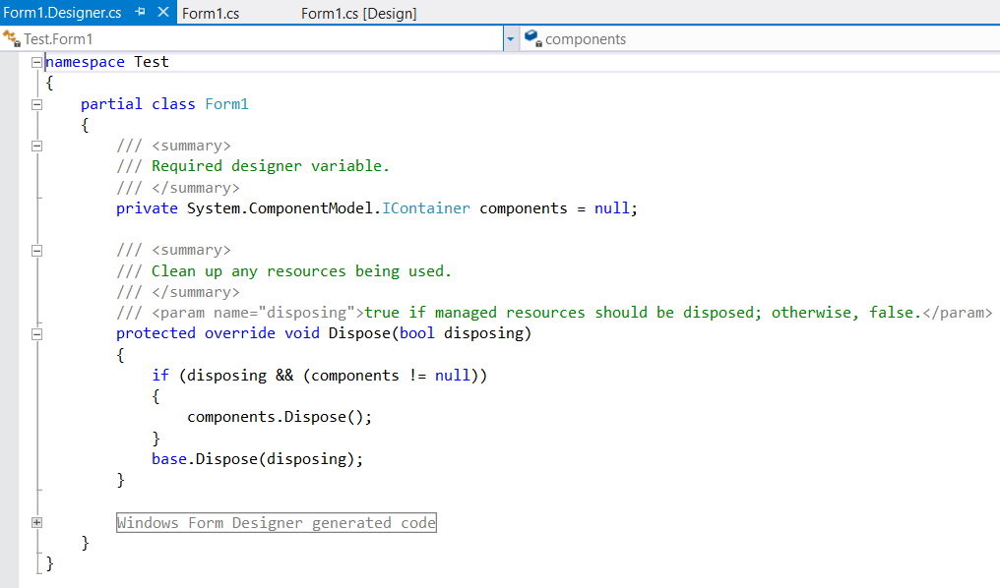 Form1.Designer.cs Form1.cs Form1.cs [Design]
Test.Form1 components
namespace Test
{
    partial class Form1
    {
        /// <summary>
        /// Required designer variable.
        /// </summary>
        private System.ComponentModel.IContainer components = null;

        /// <summary>
        /// Clean up any resources being used.
        /// </summary>
        /// <param name="disposing">true if managed resources should be disposed; otherwise, false.</param>
        protected override void Dispose(bool disposing)
        {
            if (disposing && (components != null))
            {
                components.Dispose();
            }
            base.Dispose(disposing);
        }

        Windows Form Designer generated code
    }
}